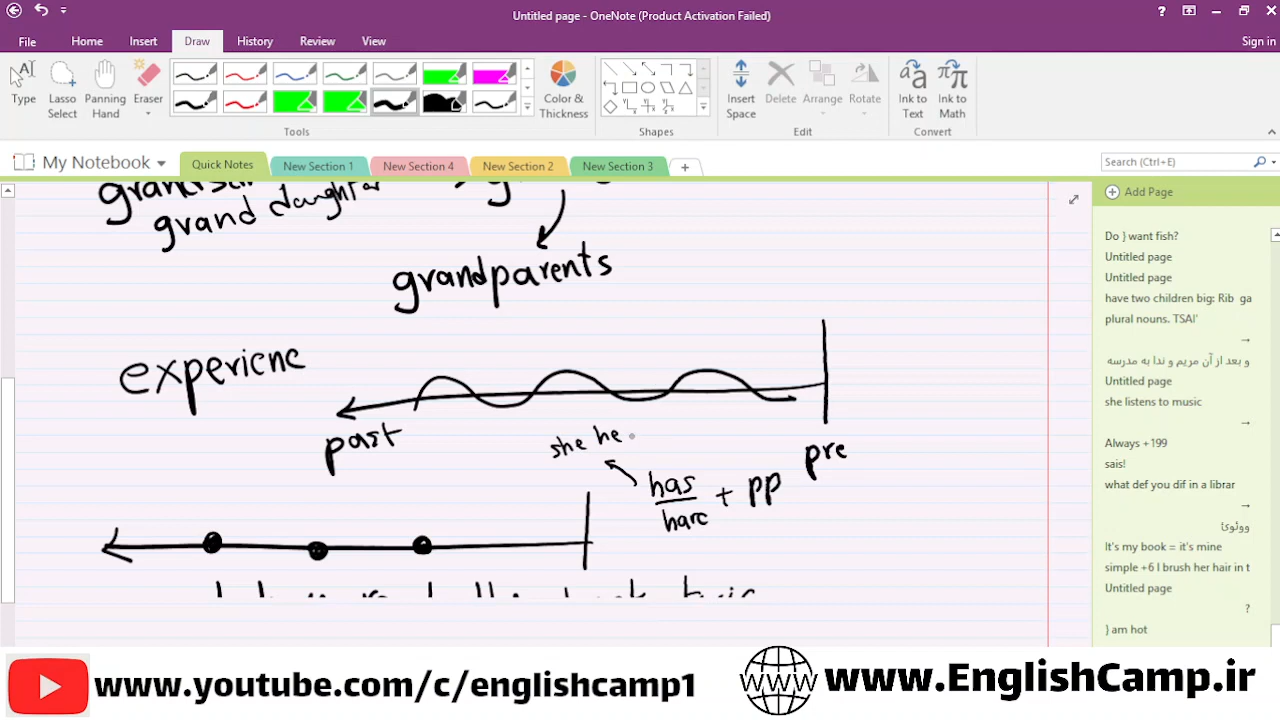 Untitled page - OneNote (Product Activation Failed)
File Home Insert Draw History Review View
Sign in
Type
Lasso Select
Panning Hand
Eraser
Color & Thickness
Insert Space
Delete
Arrange
Rotate
Ink to Text
Ink to Math
Tools
Shapes
Edit
Convert
My Notebook
Quick Notes
New Section 1
New Section 4
New Section 2
New Section 3
Search (Ctrl+E)
Add Page
grand daughter
grandparents
experiene
past
pre
she he
has + pp
Do } want fish?
Untitled page
Untitled page
have two children big: Rib ga
plural nouns. TSAI'
→
و بعد از آن مریم و ندا به مدرسه
Untitled page
she listens to music
→
Always +199
sais!
what def you dif in a librar
→
It's my book = it's mine
simple +6 I brush her hair in t
Untitled page
?
} am hot
www.youtube.com/c/englishcamp1
WWW
www.EnglishCamp.ir